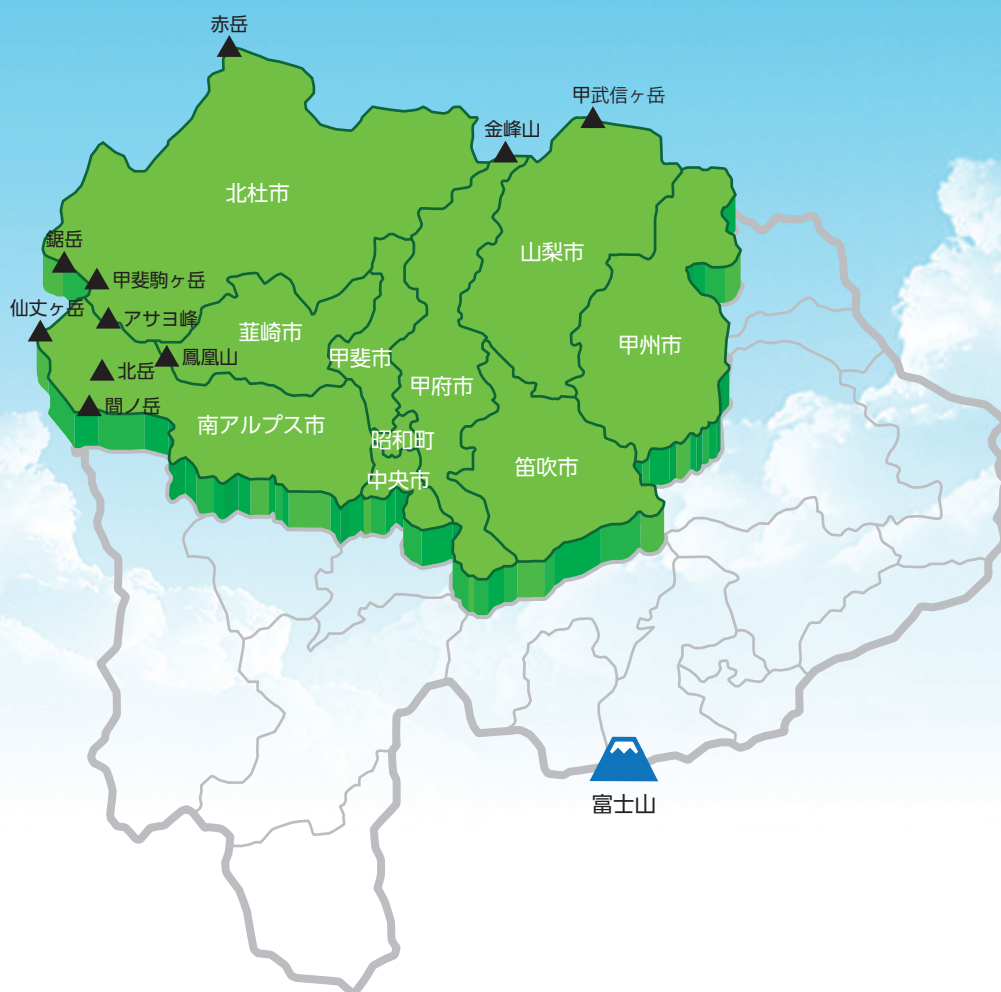 赤岳
甲武信ヶ岳
金峰山
北杜市
鋸岳
山梨市
甲斐駒ヶ岳
仙丈ヶ岳
アサヨ峰
韮崎市
甲斐市
甲州市
鳳凰山
北岳
甲府市
間ノ岳
南アルプス市
昭和町
笛吹市
中央市
富士山